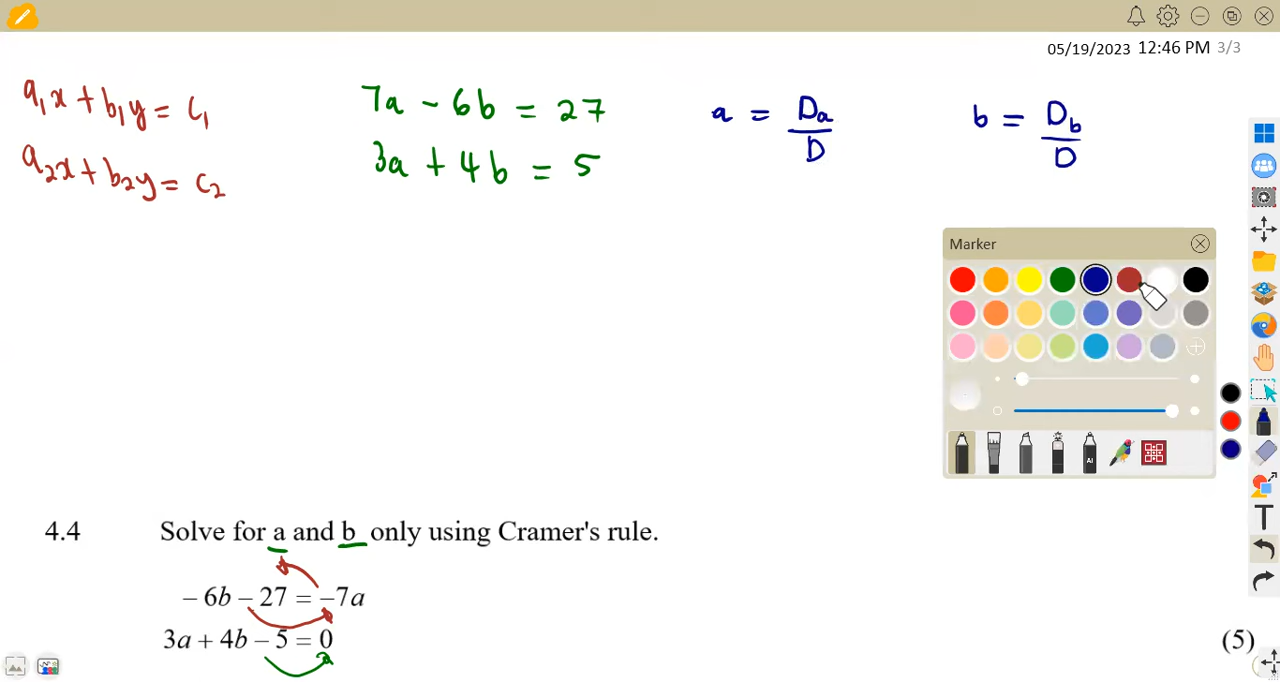 05/19/2023 12:46 PM 3/3
a₁x + b₁y = c₁
a₂x + b₂y = c₂
7a - 6b = 27
3a + 4b = 5
a = Dₐ/D
b = D_b/D
Marker
AI
T
4.4 Solve for a and b only using Cramer's rule.
– 6b – 27 = –7a
3a + 4b – 5 = 0
(5)